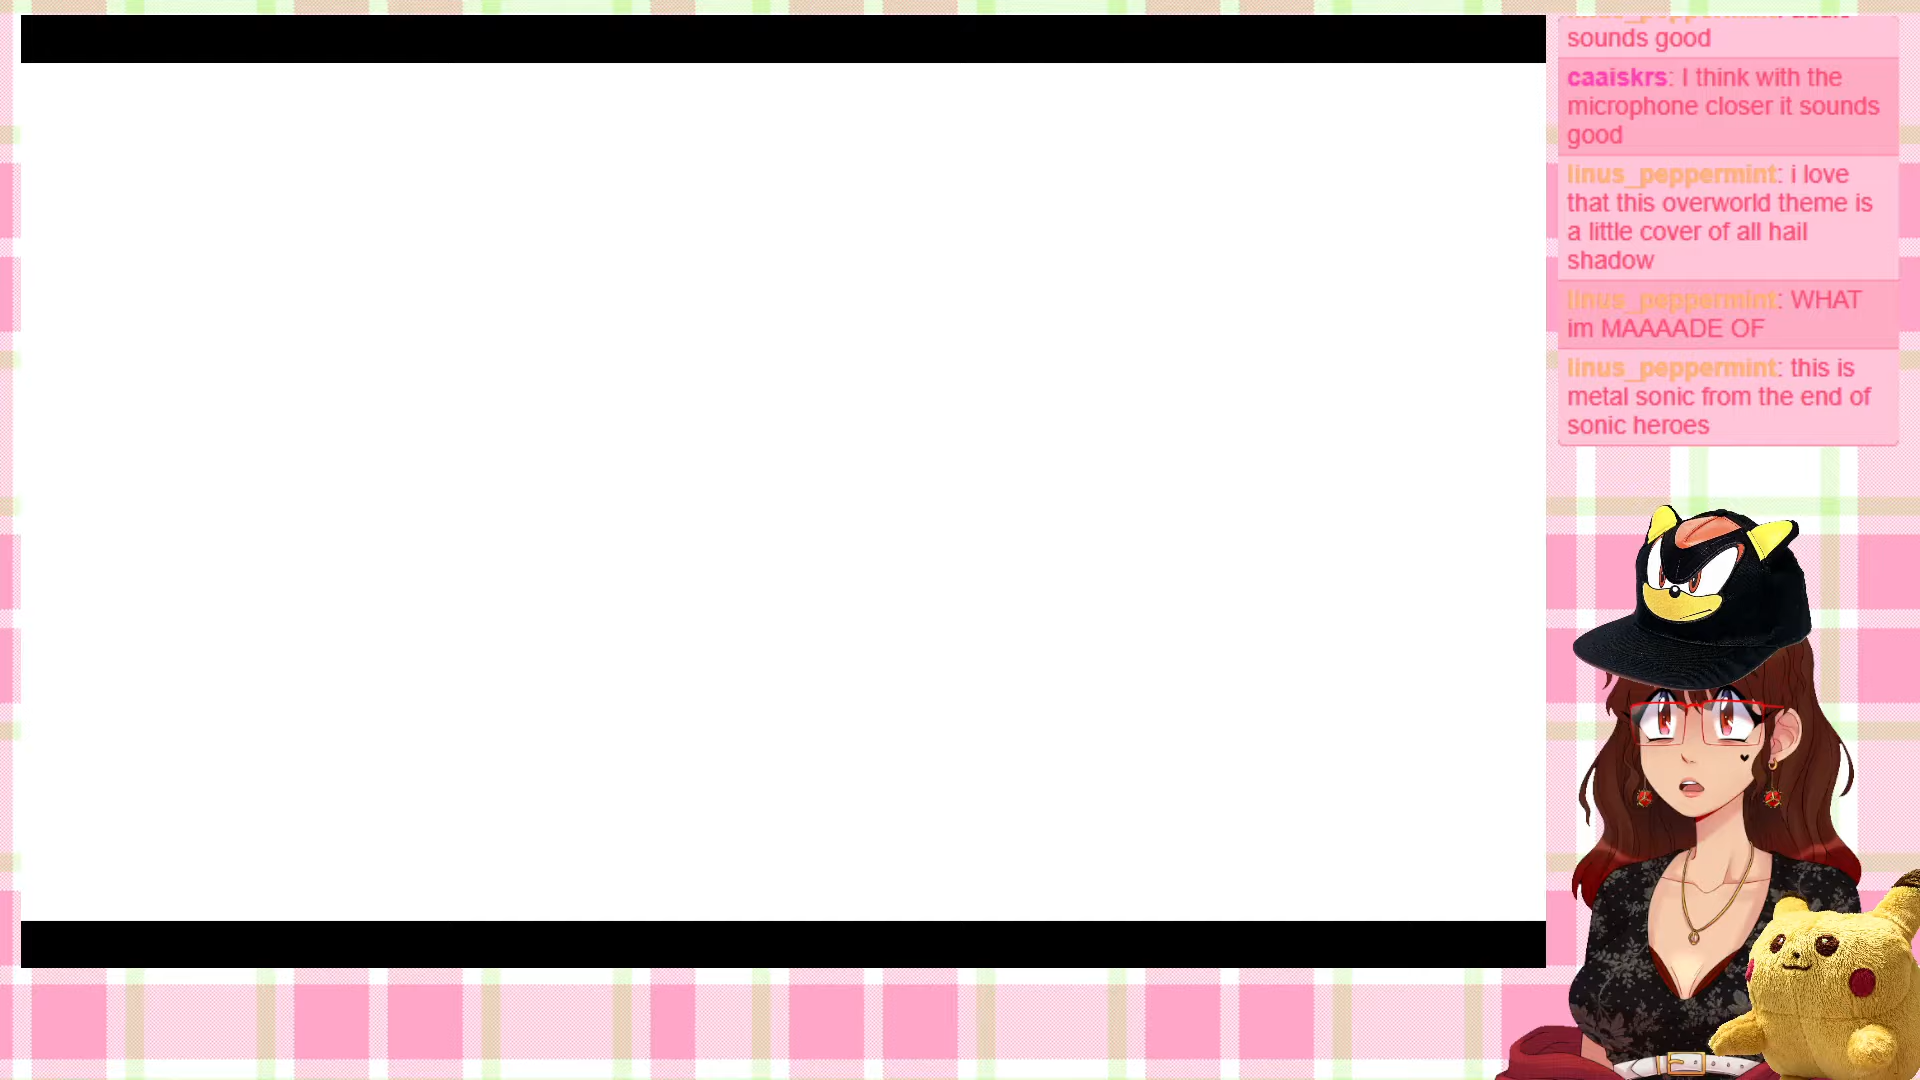 sounds good
caaiskrs: I think with the
microphone closer it sounds
good
linus_peppermint: i love
that this overworld theme is
a little cover of all hail
shadow
linus_peppermint: WHAT
im MAAAADE OF
linus_peppermint: this is
metal sonic from the end of
sonic heroes